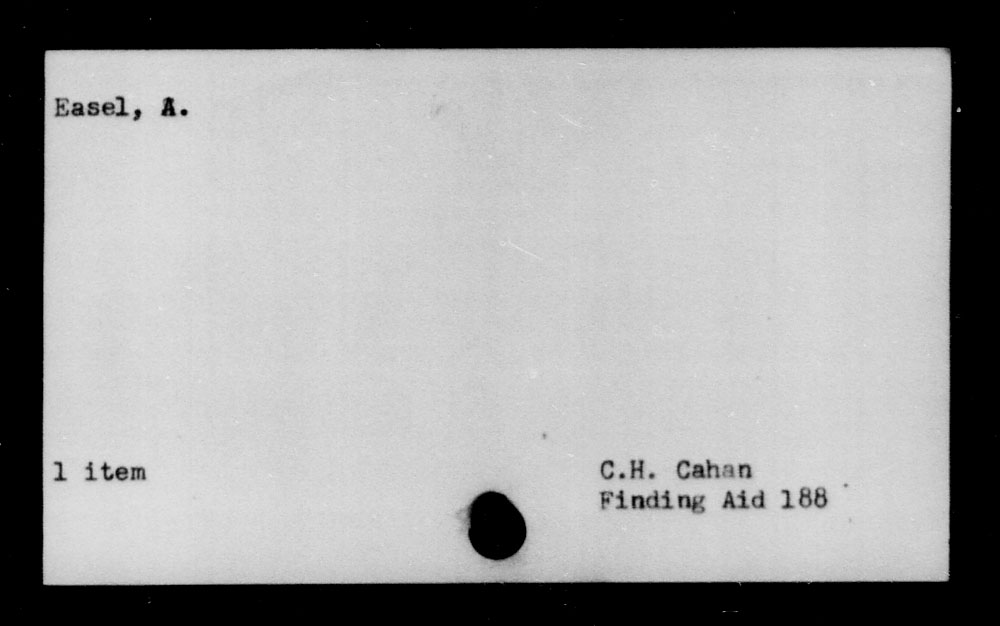 Easel, A.
1 item
C.H. Cahan
Finding Aid 188